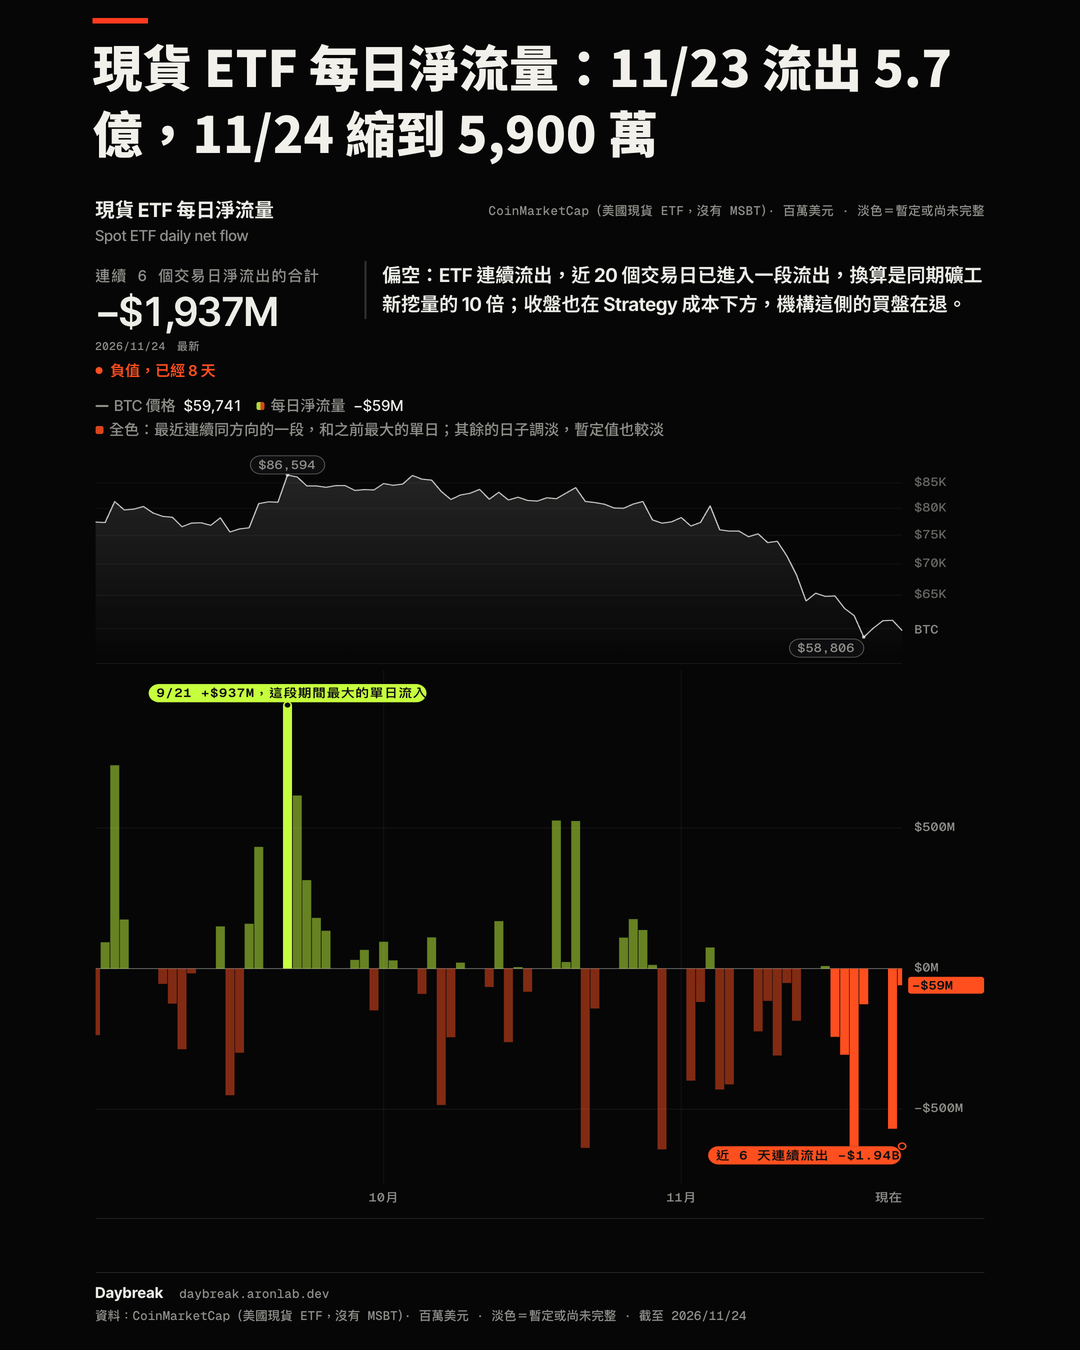 現貨 ETF 每日淨流量：11/23 流出 5.7
億，11/24 縮到 5,900 萬
現貨 ETF 每日淨流量
CoinMarketCap (美國現貨 ETF，沒有 MSBT)· 百萬美元 · 淡色＝暫定或尚未完整
Spot ETF daily net flow
連續 6 個交易日淨流出的合計
−$1,937M
2026/11/24 最新
負值，已經 8 天
偏空：ETF 連續流出，近 20 個交易日已進入一段流出，換算是同期礦工
新挖量的 10 倍；收盤也在 Strategy 成本下方，機構這側的買盤在退。
BTC 價格 $59,741 每日淨流量 −$59M
全色：最近連續同方向的一段，和之前最大的單日；其餘的日子調淡，暫定值也較淡
$86,594
$85K
$80K
$75K
$70K
$65K
BTC
$58,806
9/21 +$937M，這段期間最大的單日流入
$500M
$0M
−$59M
−$500M
近 6 天連續流出 −$1.94B
10月
11月
現在
Daybreak daybreak.aronlab.dev
資料：CoinMarketCap (美國現貨 ETF，沒有 MSBT)· 百萬美元 · 淡色＝暫定或尚未完整 · 截至 2026/11/24